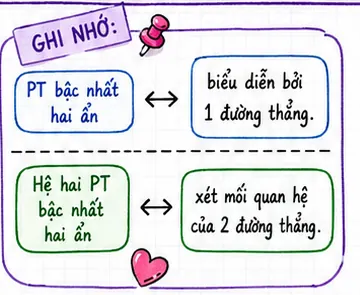 GHI NHỚ:
PT bậc nhất
hai ẩn
↔
biểu diễn bởi
1 đường thẳng.
Hệ hai PT
bậc nhất
hai ẩn
↔
xét mối quan hệ
của 2 đường thẳng.